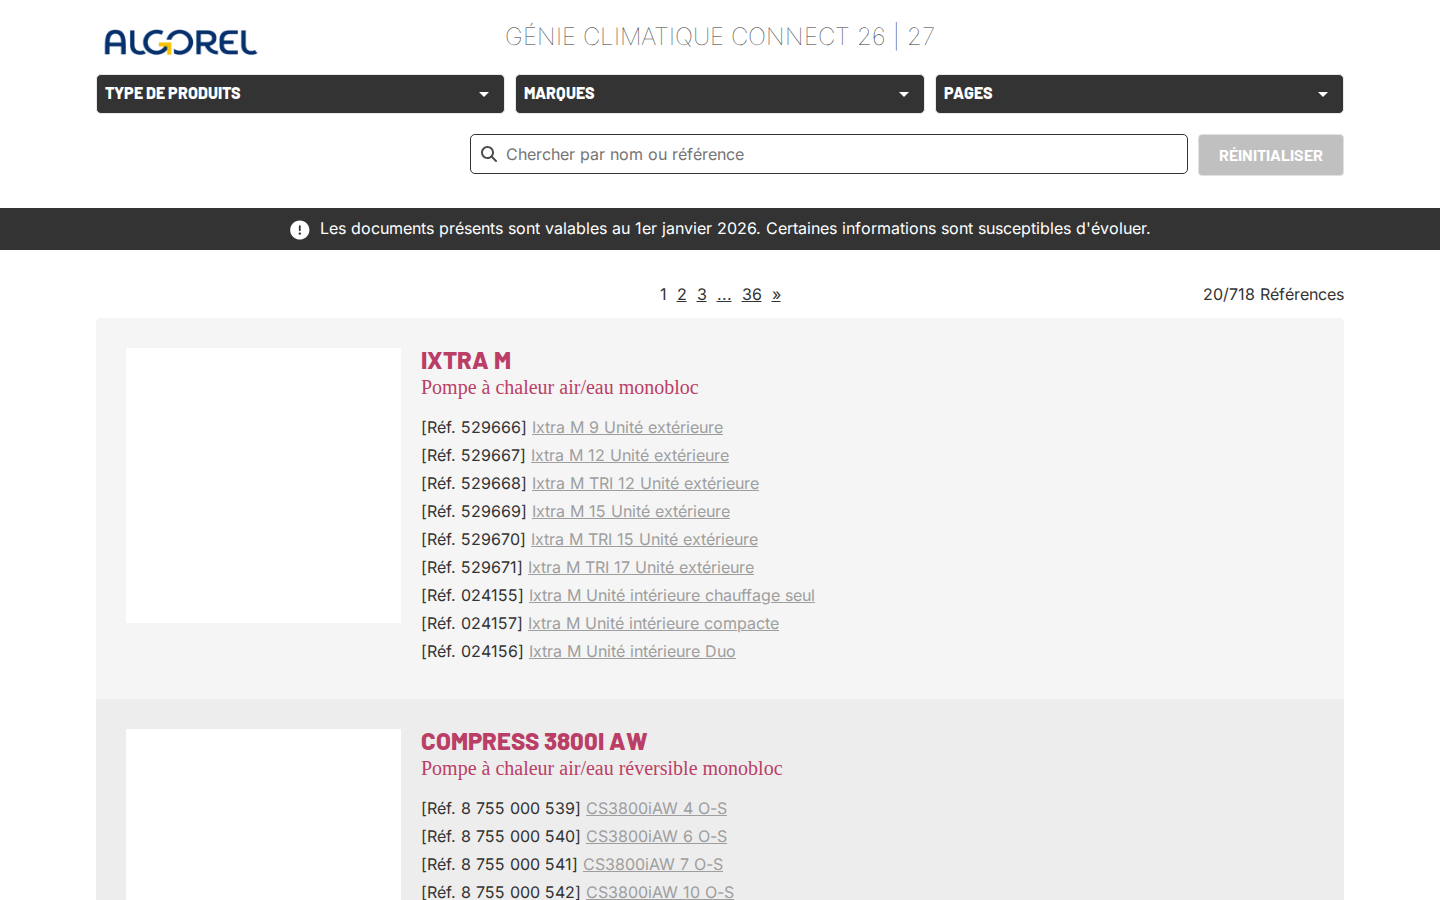 ALGOREL
GÉNIE CLIMATIQUE CONNECT 26 | 27
TYPE DE PRODUITS
MARQUES
PAGES
Chercher par nom ou référence
RÉINITIALISER
Les documents présents sont valables au 1er janvier 2026. Certaines informations sont susceptibles d'évoluer.
1 2 3 ... 36 »
20/718 Références
IXTRA M
Pompe à chaleur air/eau monobloc
[Réf. 529666] Ixtra M 9 Unité extérieure
[Réf. 529667] Ixtra M 12 Unité extérieure
[Réf. 529668] Ixtra M TRI 12 Unité extérieure
[Réf. 529669] Ixtra M 15 Unité extérieure
[Réf. 529670] Ixtra M TRI 15 Unité extérieure
[Réf. 529671] Ixtra M TRI 17 Unité extérieure
[Réf. 024155] Ixtra M Unité intérieure chauffage seul
[Réf. 024157] Ixtra M Unité intérieure compacte
[Réf. 024156] Ixtra M Unité intérieure Duo
COMPRESS 3800I AW
Pompe à chaleur air/eau réversible monobloc
[Réf. 8 755 000 539] CS3800iAW 4 O-S
[Réf. 8 755 000 540] CS3800iAW 6 O-S
[Réf. 8 755 000 541] CS3800iAW 7 O-S
[Réf. 8 755 000 542] CS3800iAW 10 O-S